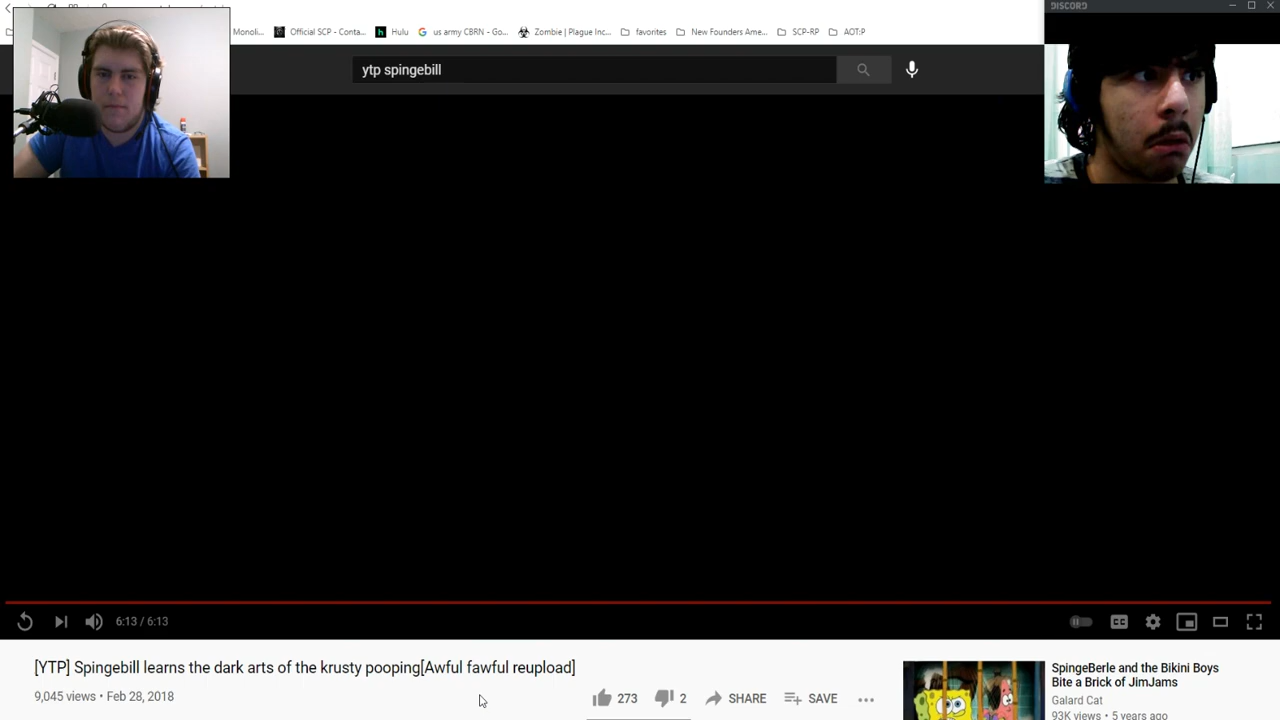 DISCORD
Monoli...
Official SCP - Conta...
Hulu
us army CBRN - Go...
Zombie | Plague Inc...
favorites
New Founders Ame...
SCP-RP
AOT:P
ytp spingebill
6:13 / 6:13
CC
[YTP] Spingebill learns the dark arts of the krusty pooping[Awful fawful reupload]
9,045 views • Feb 28, 2018
273
2
SHARE
SAVE
SpingeBerle and the Bikini Boys
Bite a Brick of JimJams
Galard Cat
93K views • 5 years ago